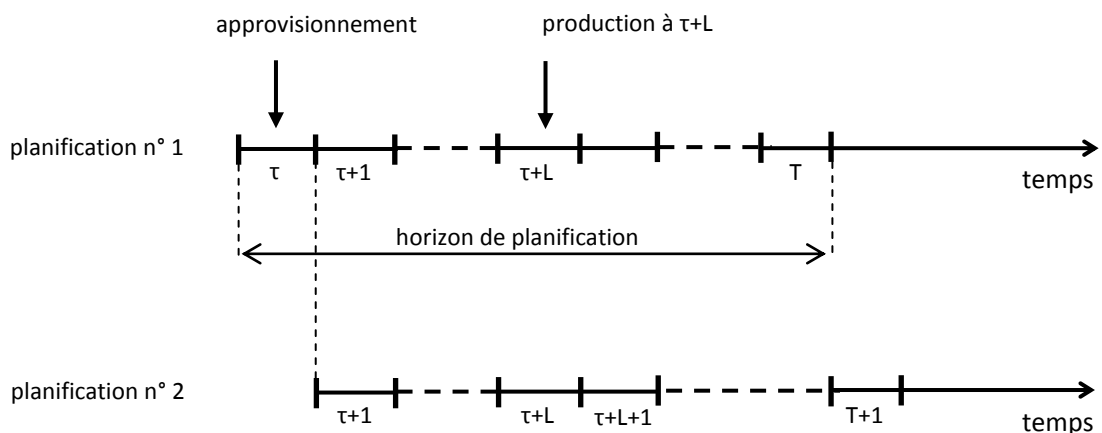 approvisionnement production à τ+L
planification n° 1
τ τ+1 τ+L T
temps
horizon de planification
planification n° 2
τ+1 τ+L τ+L+1 T+1
temps